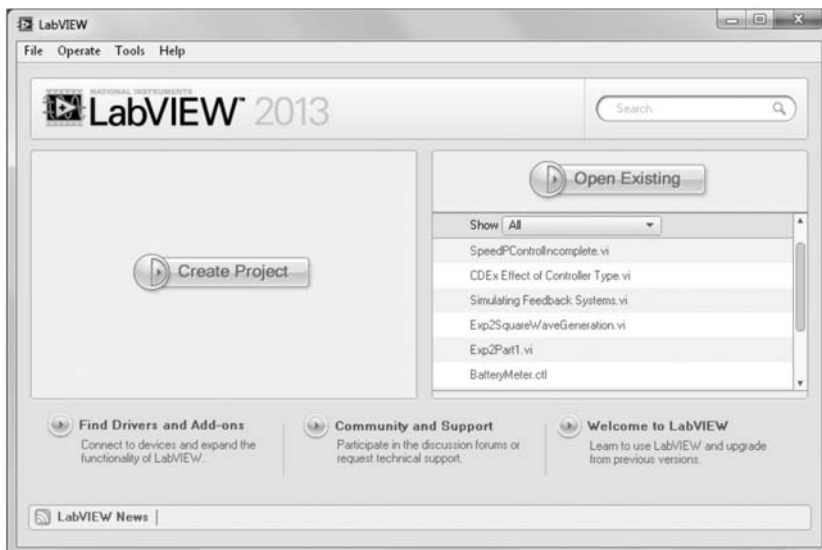 LabVIEW
File Operate Tools Help
NATIONAL INSTRUMENTS
LabVIEW™ 2013
Search
Create Project
Open Existing
Show All
SpeedPControlIncomplete.vi
CDEx Effect of Controller Type.vi
Simulating Feedback Systems.vi
Exp2SquareWaveGeneration.vi
Exp2Part1.vi
BatteryMeter.ctl
Find Drivers and Add-ons
Connect to devices and expand the
functionality of LabVIEW.
Community and Support
Participate in the discussion forums or
request technical support.
Welcome to LabVIEW
Learn to use LabVIEW and upgrade
from previous versions.
LabVIEW News